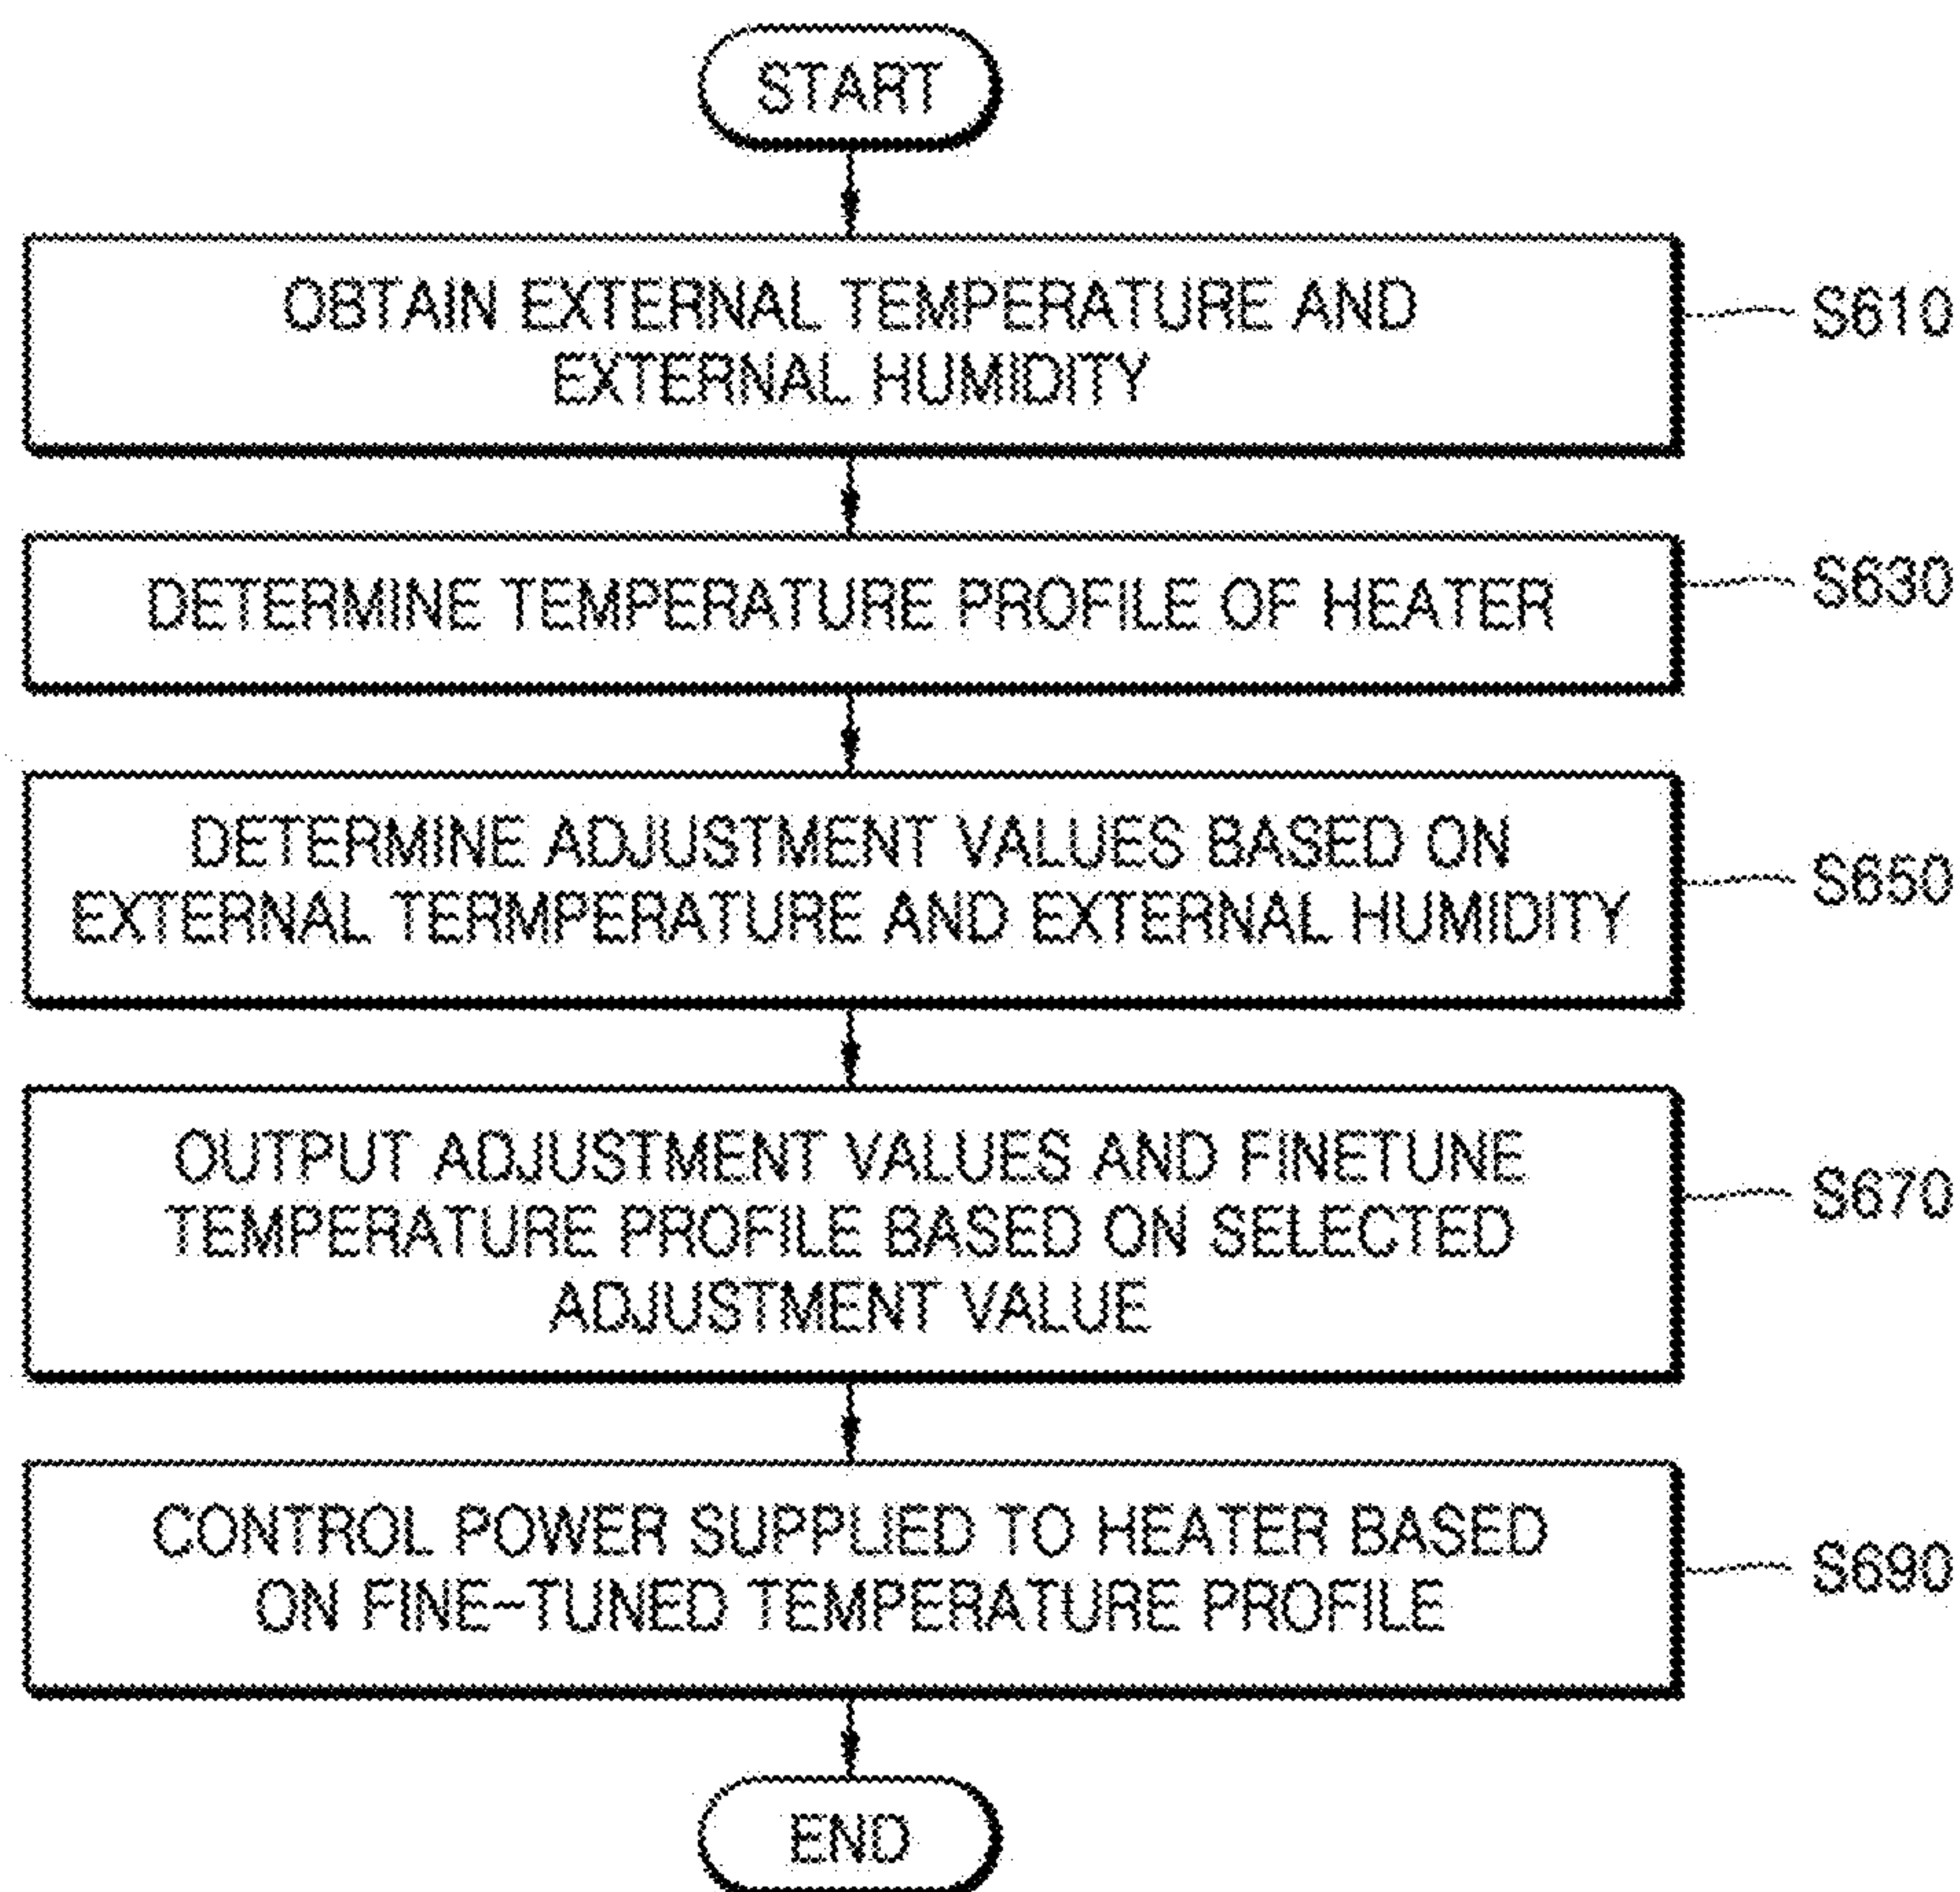 START
OBTAIN EXTERNAL TEMPERATURE AND
EXTERNAL HUMIDITY
S610
DETERMINE TEMPERATURE PROFILE OF HEATER
S630
DETERMINE ADJUSTMENT VALUES BASED ON
EXTERNAL TERMPERATURE AND EXTERNAL HUMIDITY
S650
OUTPUT ADJUSTMENT VALUES AND FINETUNE
TEMPERATURE PROFILE BASED ON SELECTED
ADJUSTMENT VALUE
S670
CONTROL POWER SUPPLIED TO HEATER BASED
ON FINE-TUNED TEMPERATURE PROFILE
S690
END